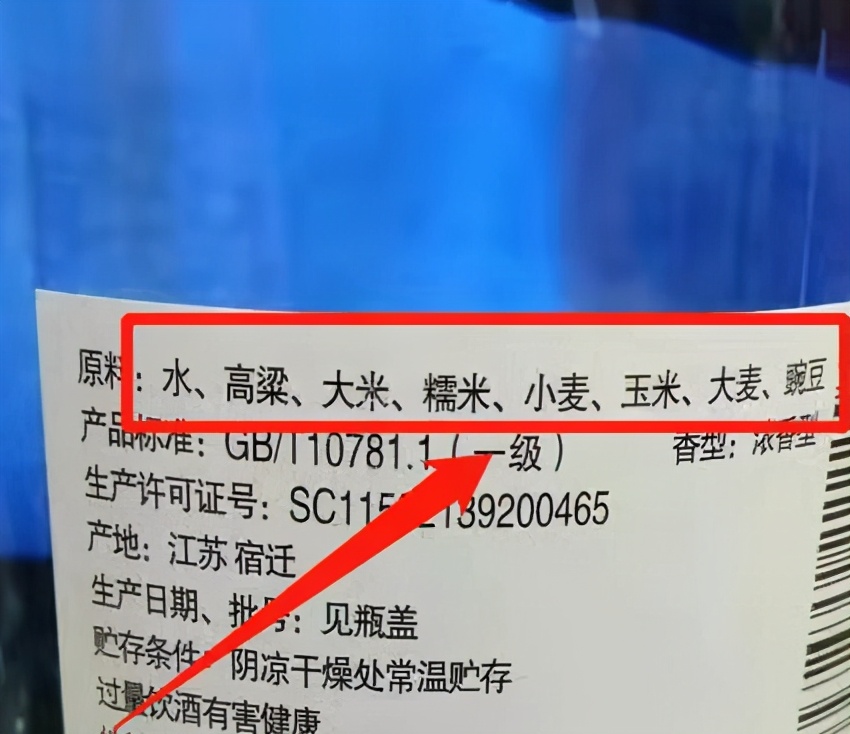 原料：水、高粱、大米、糯米、小麦、玉米、大麦、豌豆、
产品标准：GB/T10781.1（一级） 香型：浓香型
生产许可证号：SC115 2139200465
产地：江苏 宿迁
生产日期、批号：见瓶盖
贮存条件：阴凉干燥处常温贮存
过量饮酒有害健康